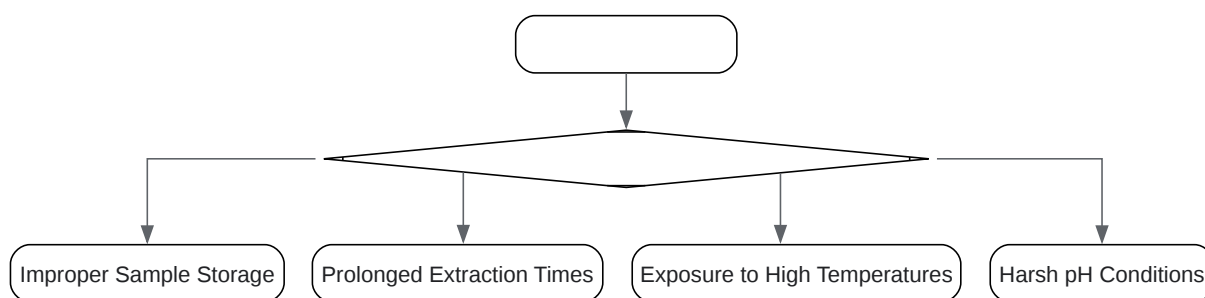 Improper Sample Storage
Prolonged Extraction Times
Exposure to High Temperatures
Harsh pH Conditions